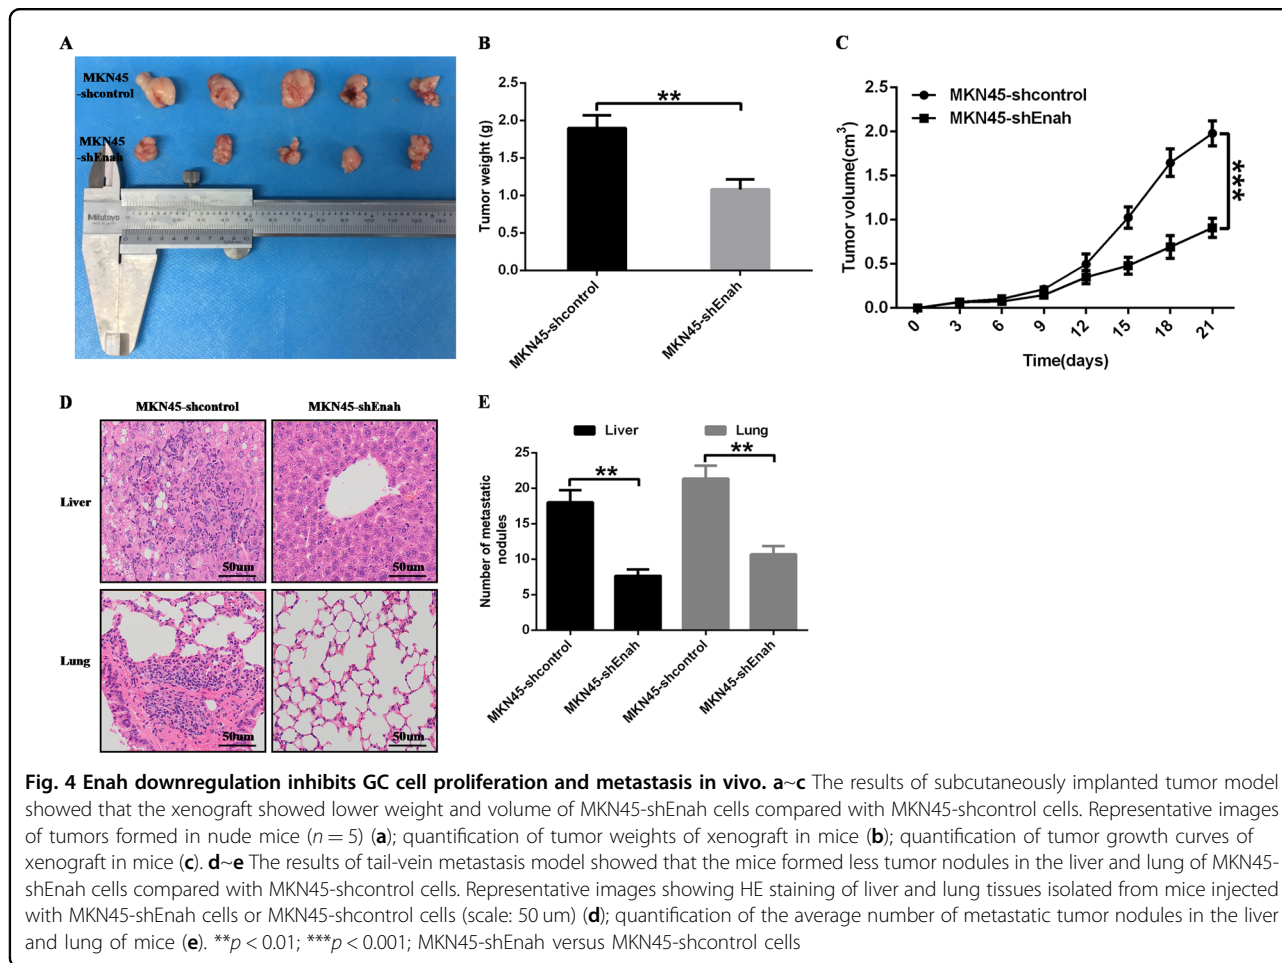 A
MKN45
-shcontrol
MKN45
-shEnah
Mitutoyo
0 1 2 3 4 5 6 7 8 9 10
B
**
Tumor weight (g)
2.5
2.0
1.5
1.0
0.5
0.0
MKN45-shcontrol
MKN45-shEnah
C
MKN45-shcontrol
MKN45-shEnah
Tumor volume(cm³)
2.5
2.0
1.5
1.0
0.5
0.0
***
0 3 6 9 12 15 18 21
Time(days)
D
MKN45-shcontrol MKN45-shEnah
Liver
50um 50um
Lung
50um 50um
E
Liver Lung
** **
Number of metastatic
nodules
25
20
15
10
5
0
MKN45-shcontrol
MKN45-shEnah
MKN45-shcontrol
MKN45-shEnah
Fig. 4 Enah downregulation inhibits GC cell proliferation and metastasis in vivo. a~c The results of subcutaneously implanted tumor model
showed that the xenograft showed lower weight and volume of MKN45-shEnah cells compared with MKN45-shcontrol cells. Representative images
of tumors formed in nude mice (n = 5) (a); quantification of tumor weights of xenograft in mice (b); quantification of tumor growth curves of
xenograft in mice (c). d~e The results of tail-vein metastasis model showed that the mice formed less tumor nodules in the liver and lung of MKN45-
shEnah cells compared with MKN45-shcontrol cells. Representative images showing HE staining of liver and lung tissues isolated from mice injected
with MKN45-shEnah cells or MKN45-shcontrol cells (scale: 50 um) (d); quantification of the average number of metastatic tumor nodules in the liver
and lung of mice (e). **p < 0.01; ***p < 0.001; MKN45-shEnah versus MKN45-shcontrol cells